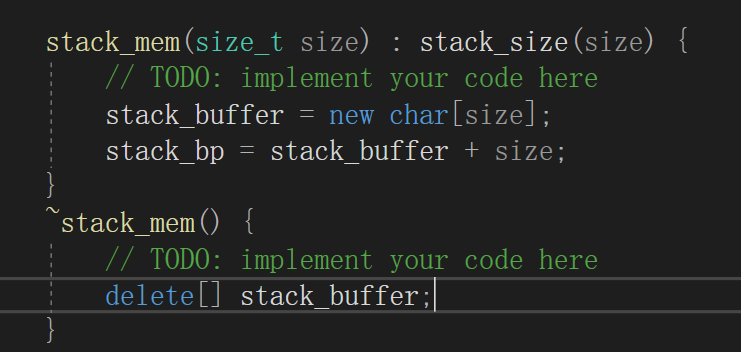 stack_mem(size_t size) : stack_size(size) {
// TODO: implement your code here
stack_buffer = new char[size];
stack_bp = stack_buffer + size;
}
~stack_mem() {
// TODO: implement your code here
delete[] stack_buffer;
}